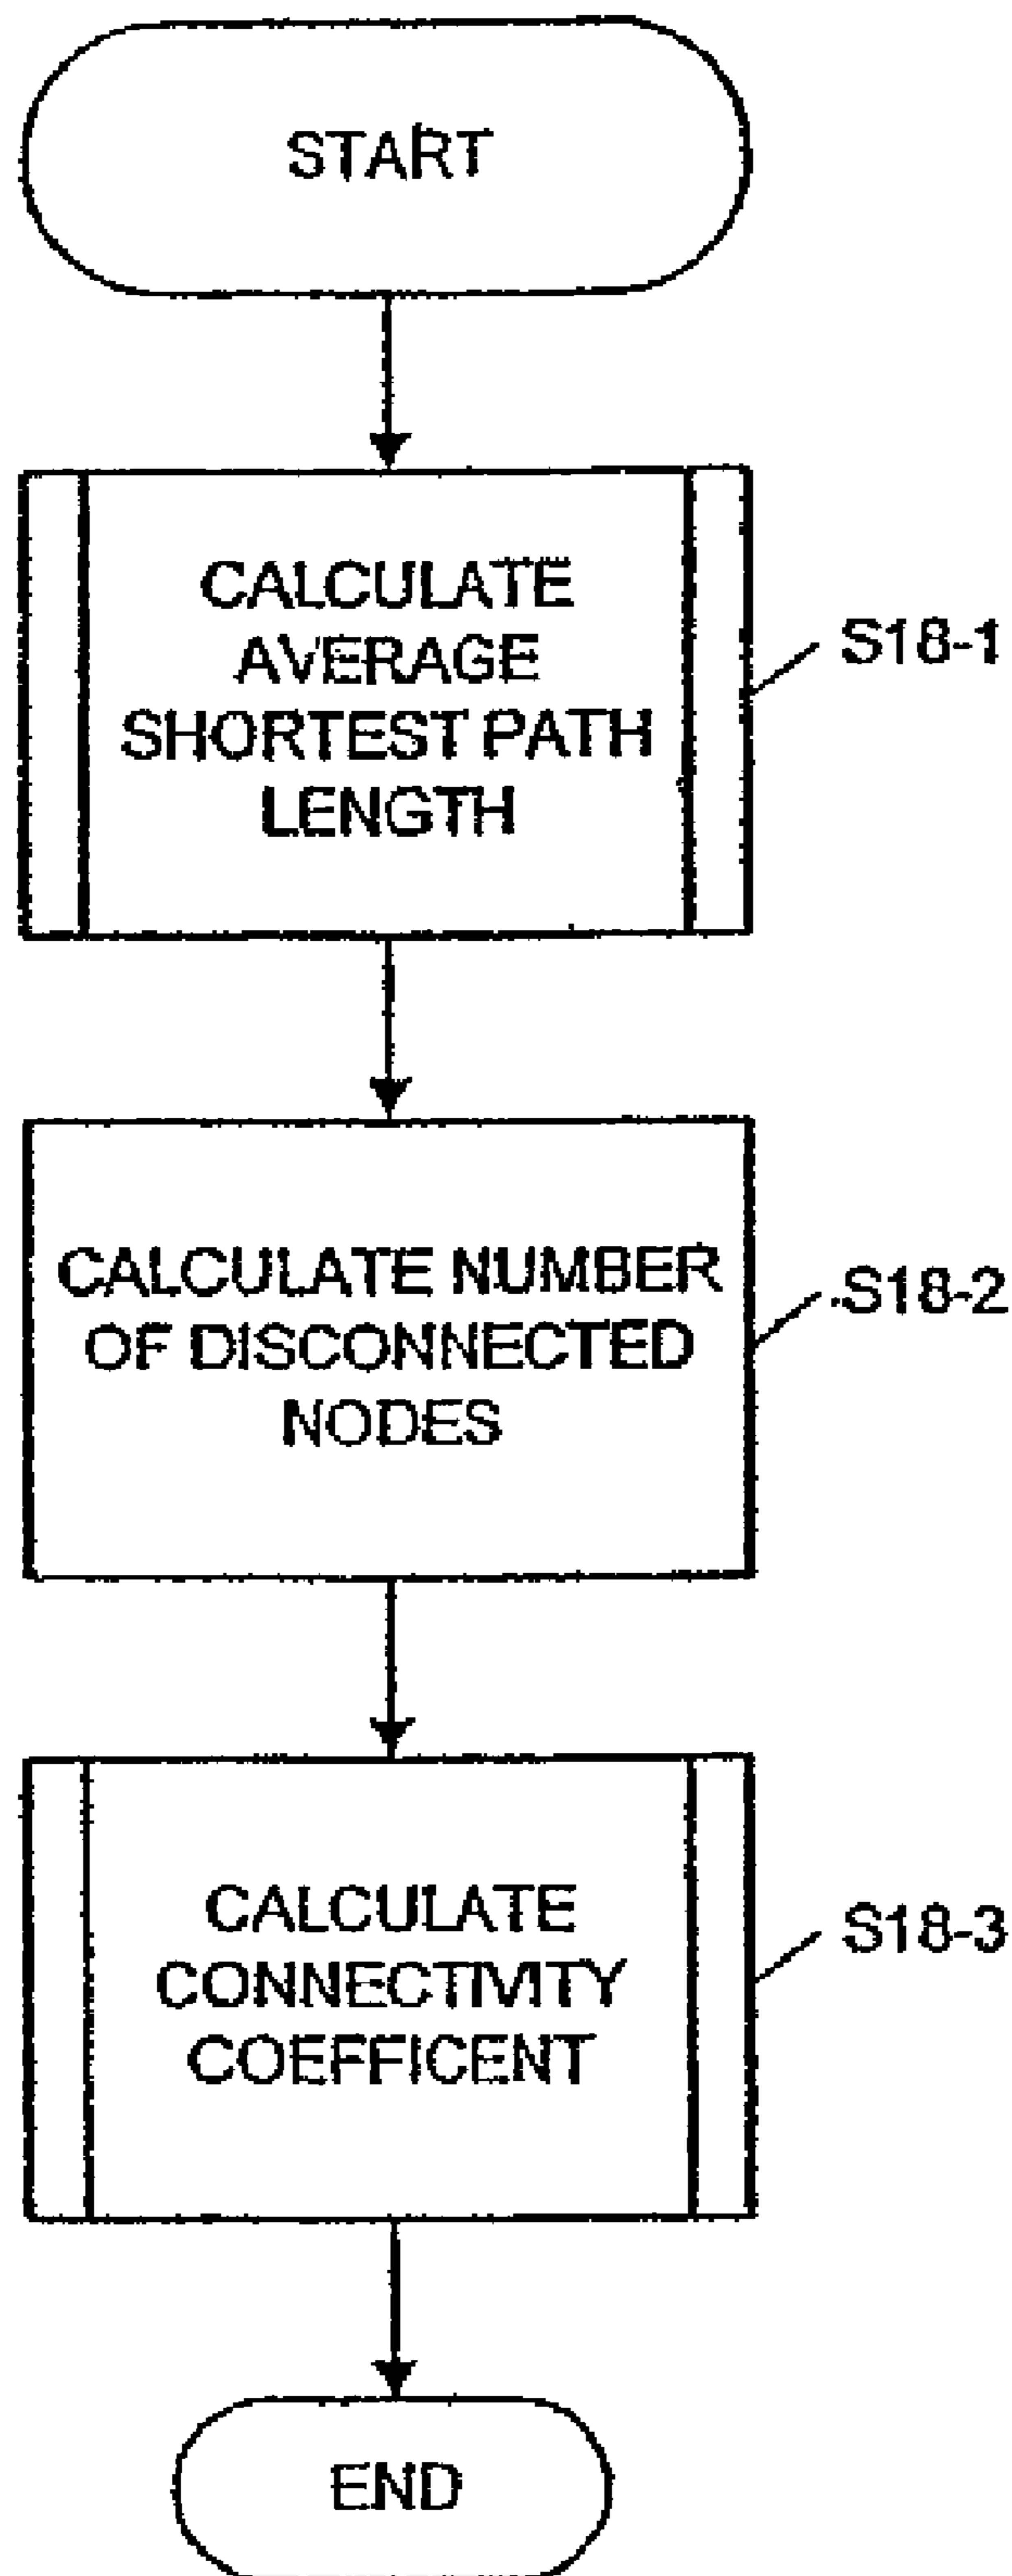 START
CALCULATE
AVERAGE
SHORTEST PATH
LENGTH
S18-1
CALCULATE NUMBER
OF DISCONNECTED
NODES
S18-2
CALCULATE
CONNECTIVITY
COEFFICENT
S18-3
END